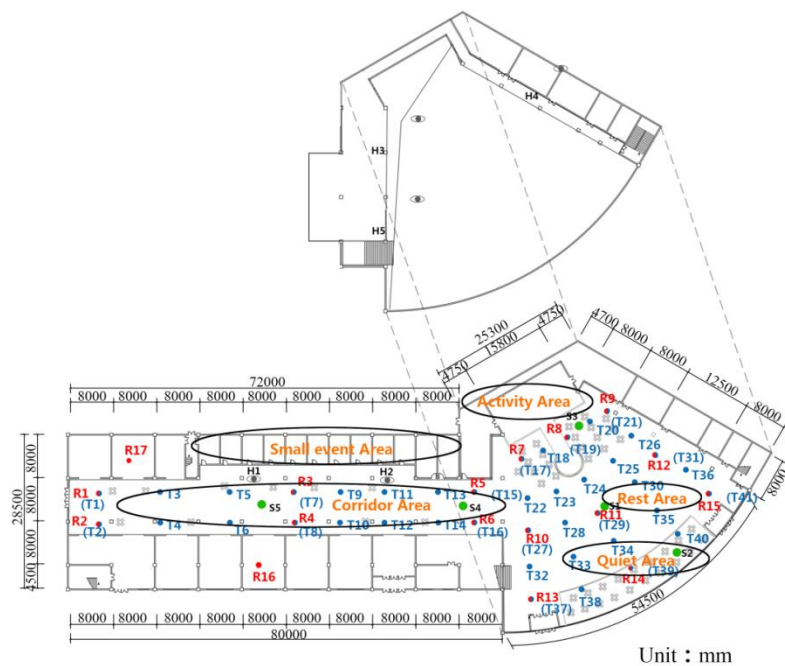 H4
H3
H5
25300
4750
15800
4750
4700
8000
8000
12500
8000
72000
8000 8000 8000 8000 8000 8000 8000 8000 8000
Activity Area
S3
R9
(T21)
T20
R8
(T19)
T26
R17
Small event Area
R7
(T17)
T18
R12
(T31)
T25
T36
H1
H2
28500
8000
8000
8000
4500
R1
(T1)
T3
T5
R3
(T7)
T9
T11
T13
R5
(T15)
T24
T30
Rest Area
R15
(T41)
Corridor Area
S5
S4
T22
T23
S1
R11
(T29)
T35
R2
(T2)
T4
T6
R4
(T8)
T10
T12
T14
R6
(T16)
R10
(T27)
T28
T34
T40
S2
Quiet Area
R16
T32
T33
R14
(T39)
R13
(T37)
T38
54500
8000 8000 8000 8000 8000 8000 8000 8000 8000 8000
80000
Unit：mm